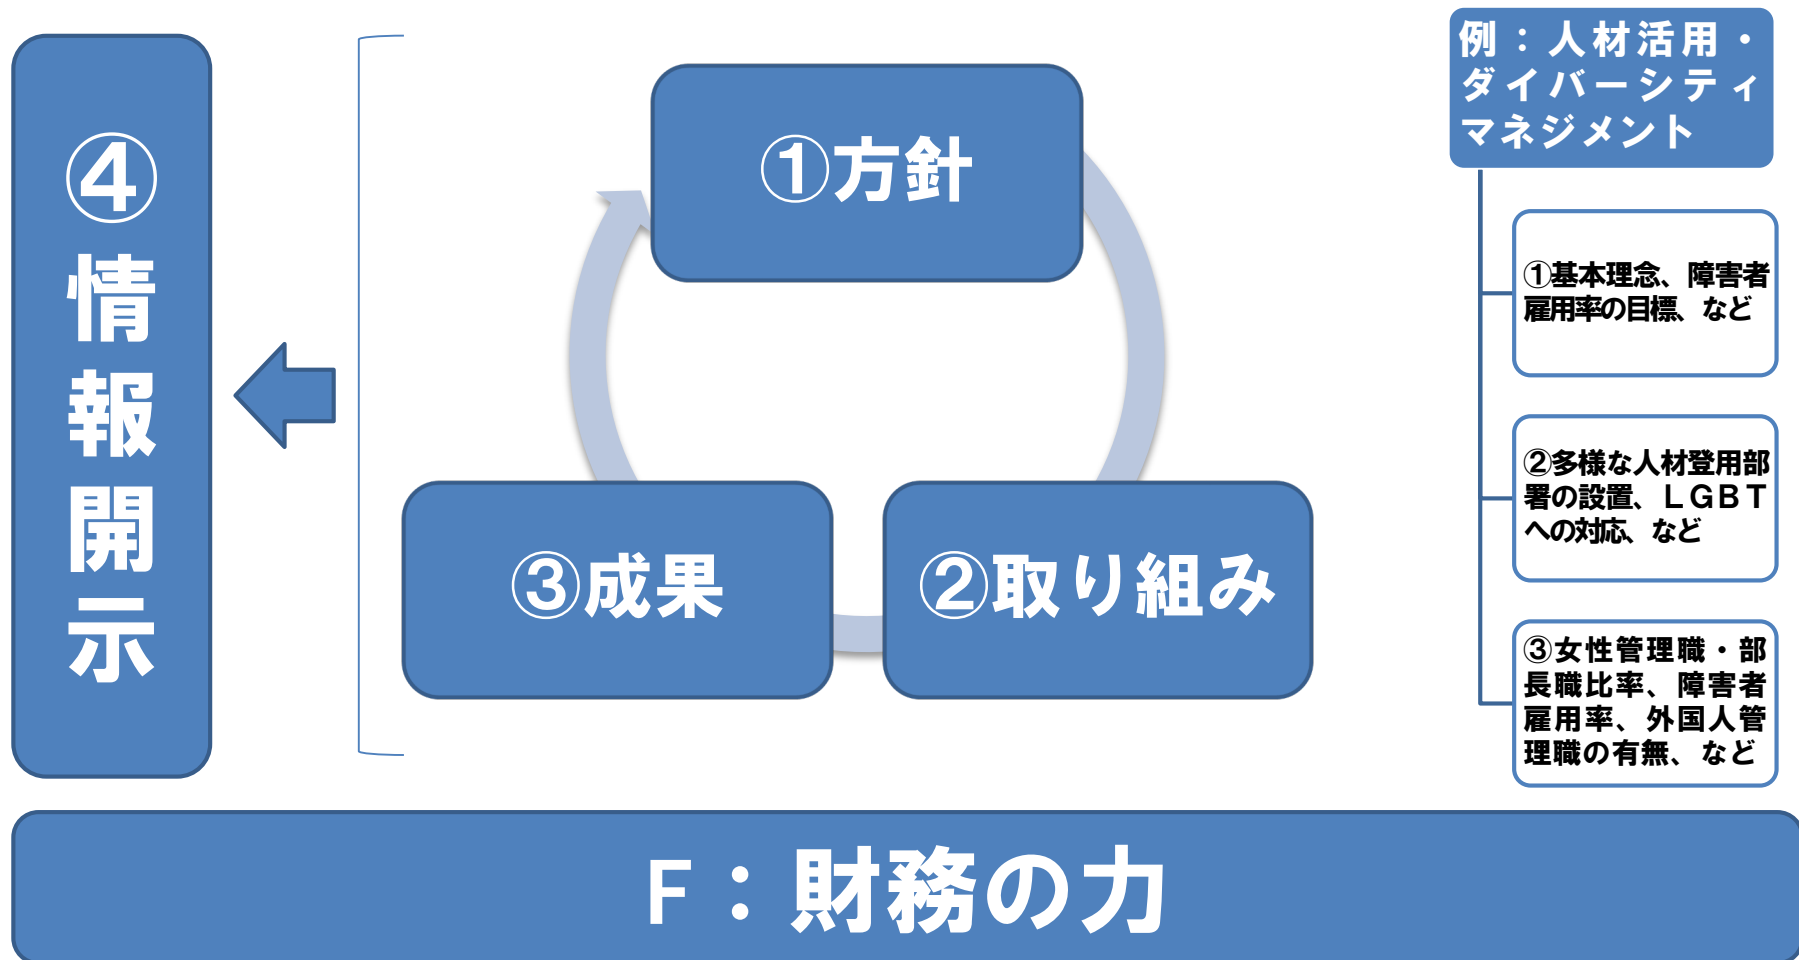 ④情報開示
①方針
③成果
②取り組み
例：人材活用・
ダイバーシティ
マネジメント
①基本理念、障害者
雇用率の目標、など
②多様な人材登用部
署の設置、ＬＧＢＴ
への対応、など
③女性管理職・部
長職比率、障害者
雇用率、外国人管
理職の有無、など
Ｆ：財務の力